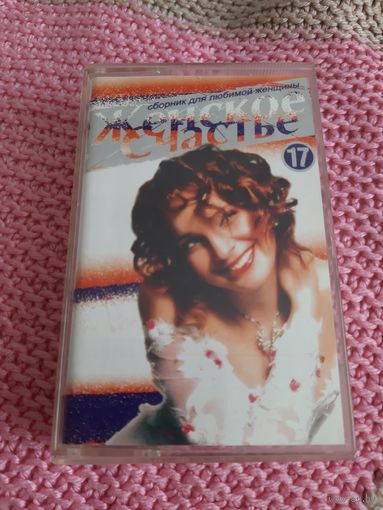 сборник для любимой женщины
Женское
счастье
17